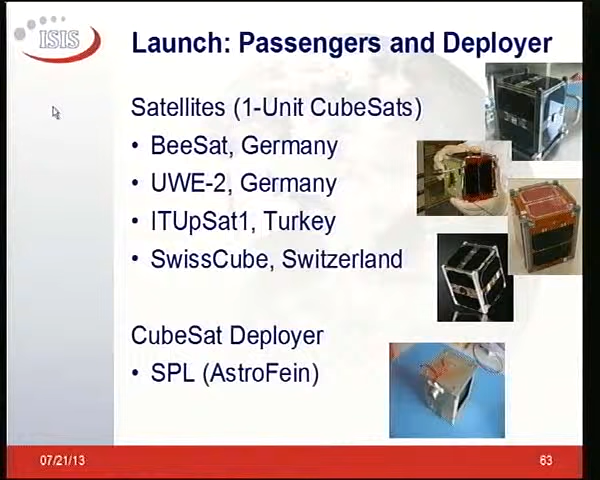 ISIS
Launch: Passengers and Deployer
Satellites (1-Unit CubeSats)
• BeeSat, Germany
• UWE-2, Germany
• ITUpSat1, Turkey
• SwissCube, Switzerland
CubeSat Deployer
• SPL (AstroFein)
07/21/13
63